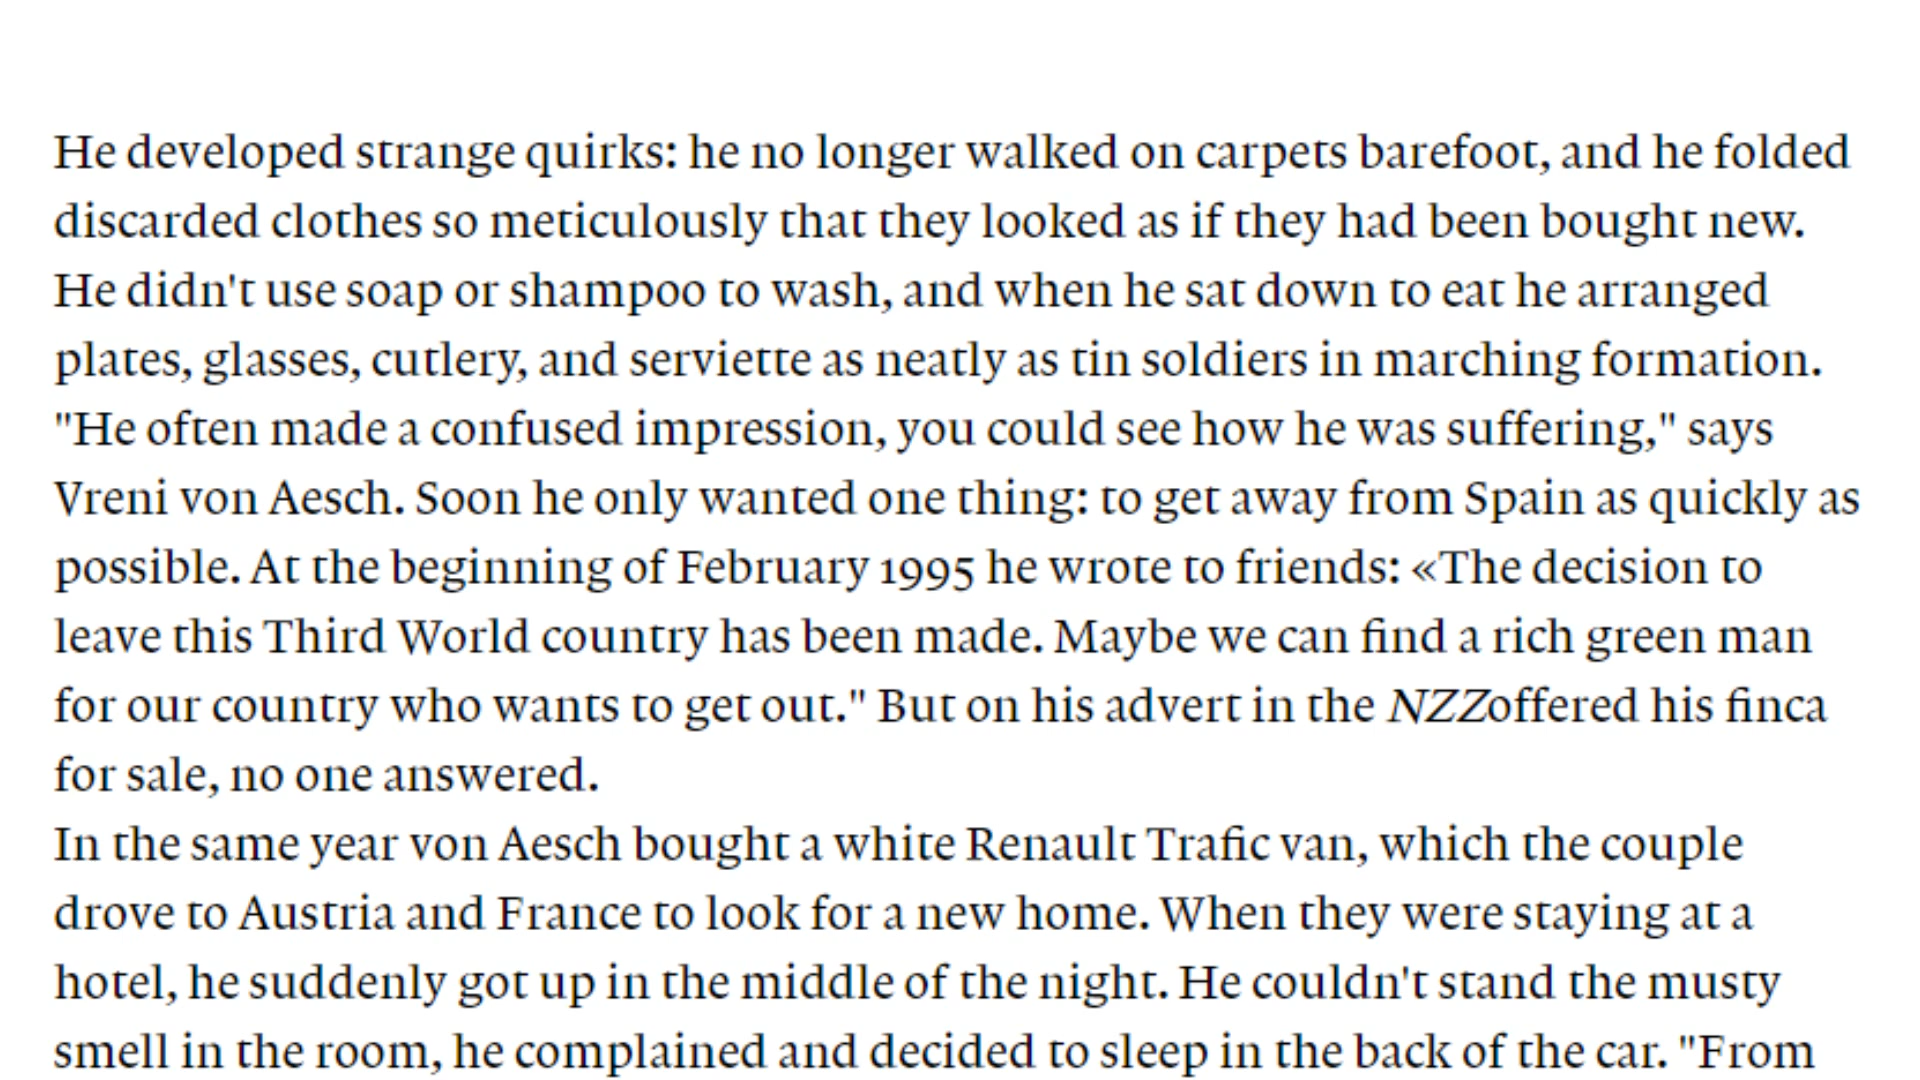 He developed strange quirks: he no longer walked on carpets barefoot, and he folded
discarded clothes so meticulously that they looked as if they had been bought new.
He didn't use soap or shampoo to wash, and when he sat down to eat he arranged
plates, glasses, cutlery, and serviette as neatly as tin soldiers in marching formation.
"He often made a confused impression, you could see how he was suffering," says
Vreni von Aesch. Soon he only wanted one thing: to get away from Spain as quickly as
possible. At the beginning of February 1995 he wrote to friends: «The decision to
leave this Third World country has been made. Maybe we can find a rich green man
for our country who wants to get out." But on his advert in the NZZoffered his finca
for sale, no one answered.
In the same year von Aesch bought a white Renault Trafic van, which the couple
drove to Austria and France to look for a new home. When they were staying at a
hotel, he suddenly got up in the middle of the night. He couldn't stand the musty
smell in the room, he complained and decided to sleep in the back of the car. "From